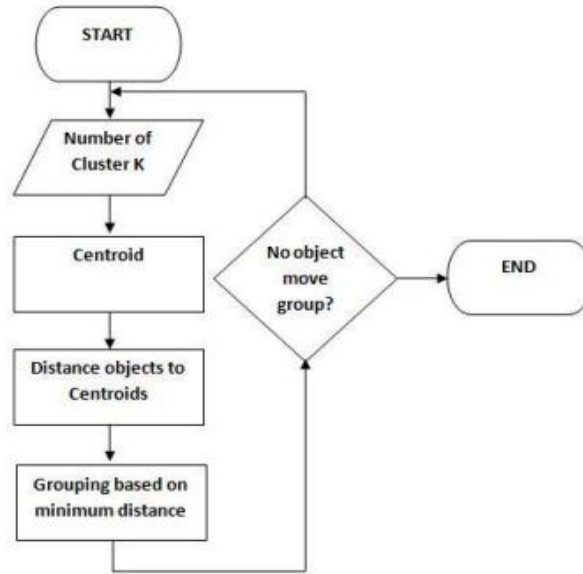 START
Number of
Cluster K
Centroid
Distance objects to
Centroids
Grouping based on
minimum distance
No object
move
group?
END